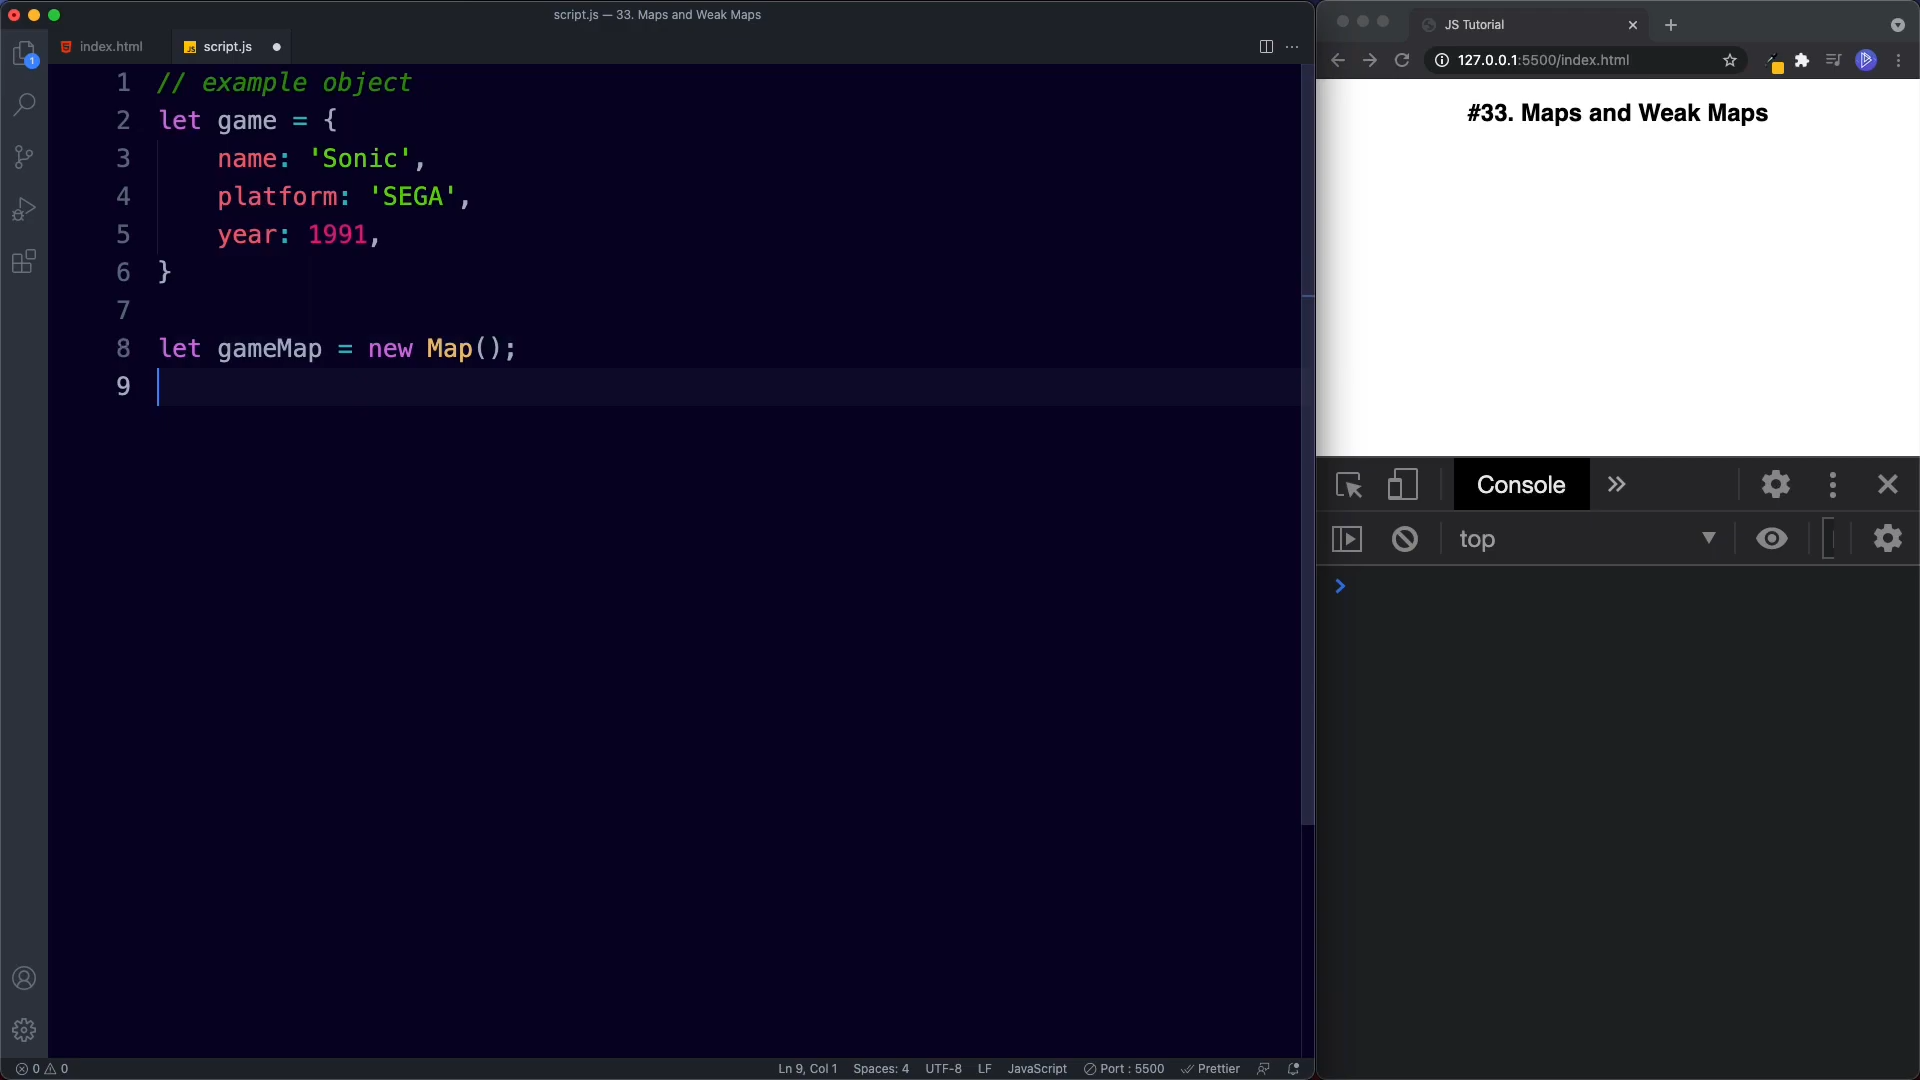 script.js — 33. Maps and Weak Maps
index.html
script.js
1 // example object
2 let game = {
3 name: 'Sonic',
4 platform: 'SEGA',
5 year: 1991,
6 }
7
8 let gameMap = new Map();
9
1
0 0
Ln 9, Col 1 Spaces: 4 UTF-8 LF JavaScript Port : 5500 Prettier
JS Tutorial
127.0.0.1:5500/index.html
#33. Maps and Weak Maps
Console
top